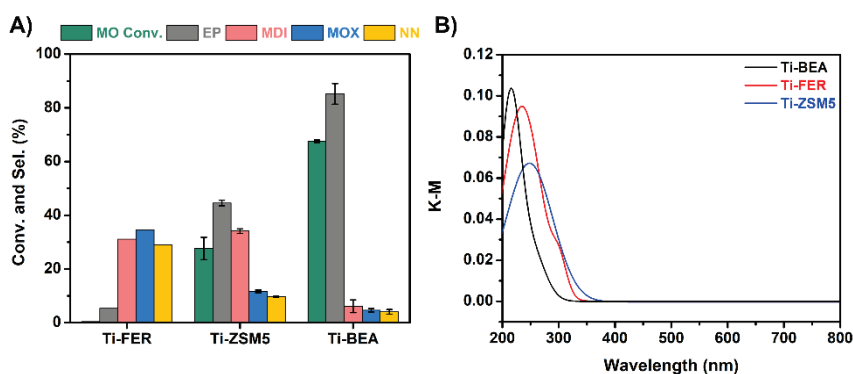 A)
MO Conv. EP MDI MOX NN
Conv. and Sel. (%)
100
80
60
40
20
0
Ti-FER Ti-ZSM5 Ti-BEA
B)
Ti-BEA
Ti-FER
Ti-ZSM5
K-M
0.12
0.10
0.08
0.06
0.04
0.02
0.00
200 300 400 500 600 700 800
Wavelength (nm)